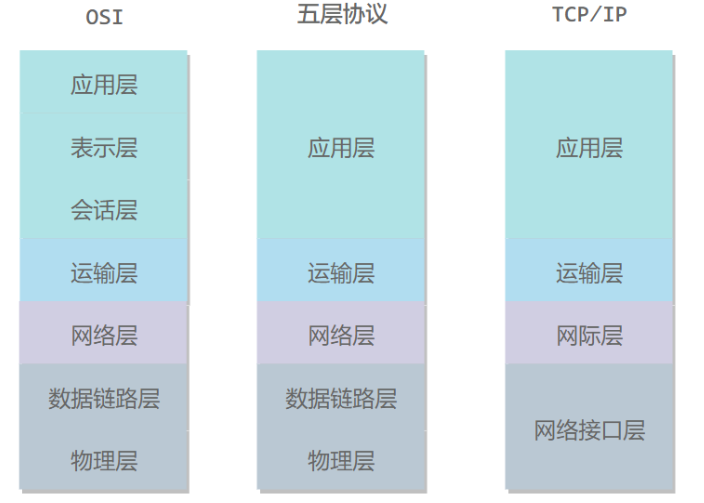 OSI
五层协议
TCP/IP
应用层
表示层
会话层
运输层
网络层
数据链路层
物理层
应用层
运输层
网络层
数据链路层
物理层
应用层
运输层
网际层
网络接口层